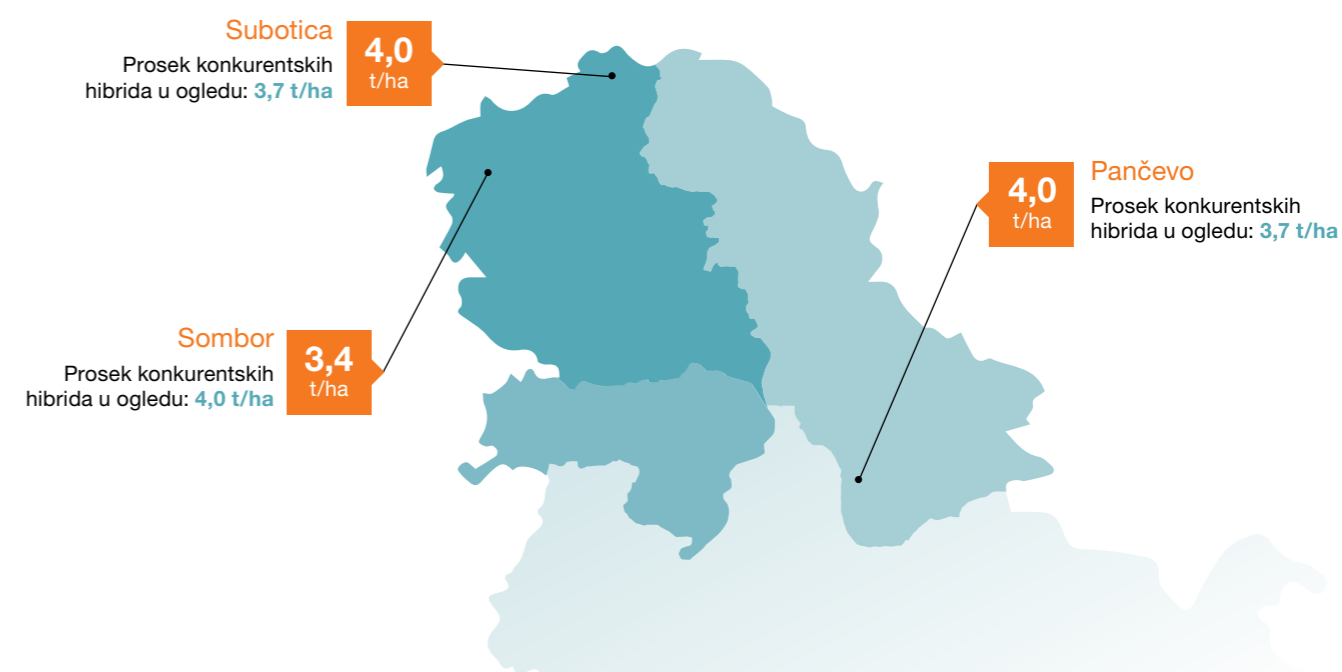 Subotica
Prosek konkurentskih
hibrida u ogledu: 3,7 t/ha
4,0
t/ha
Pančevo
Prosek konkurentskih
hibrida u ogledu: 3,7 t/ha
4,0
t/ha
Sombor
Prosek konkurentskih
hibrida u ogledu: 4,0 t/ha
3,4
t/ha